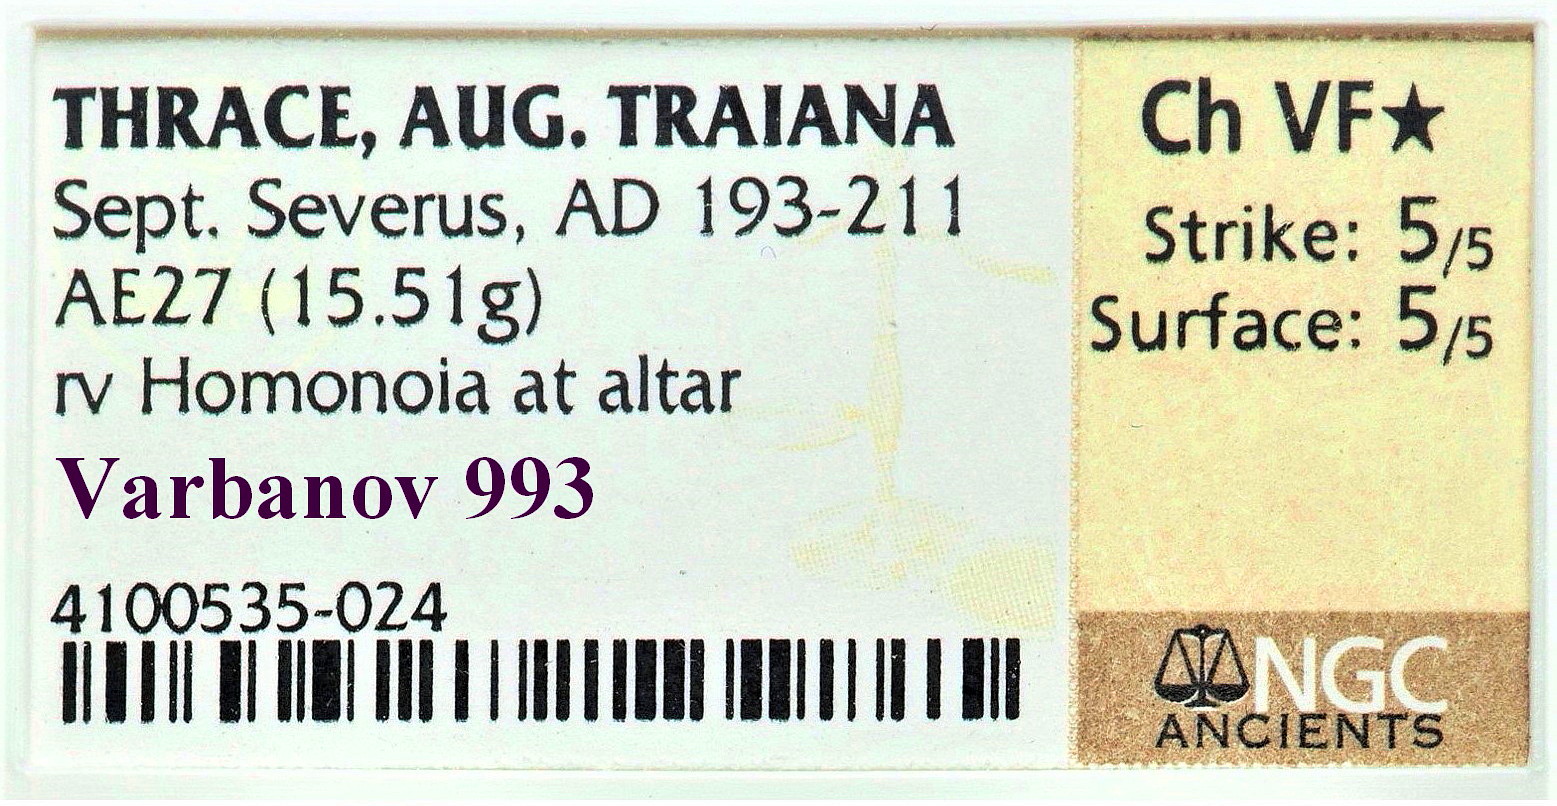 THRACE, AUG. TRAIANA
Sept. Severus, AD 193-211
AE27 (15.51g)
rv Homonoia at altar
Varbanov 993
4100535-024
Ch VF★
Strike: 5/5
Surface: 5/5
NGC
ANCIENTS